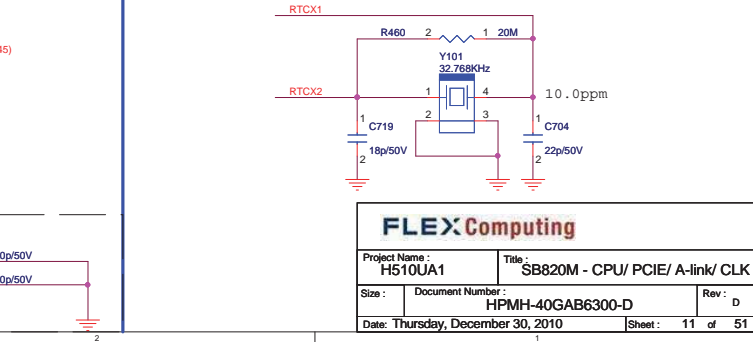 RTCX1
R460 2 1 20M
45)
Y101
32.768KHz
RTCX2
1 4 10.0ppm
2 3
1 C719
18p/50V
2
1 C704
22p/50V
2
FLEX Computing
Project Name :
H510UA1
Title :
SB820M - CPU/ PCIE/ A-link/ CLK
Size :
Document Number :
HPMH-40GAB6300-D
Rev :
D
Date: Thursday, December 30, 2010
Sheet : 11 of 51
0p/50V
0p/50V
2 1